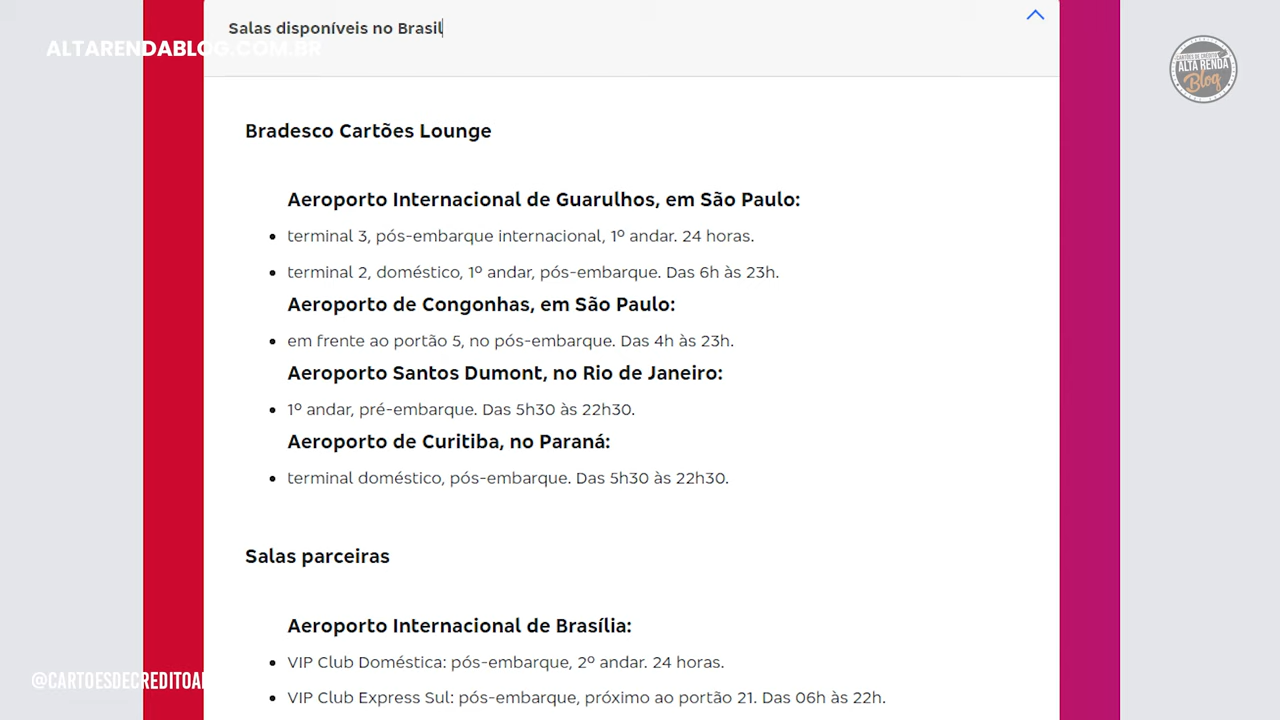 Salas disponíveis no Brasil
ALTARENDABLOG.COM.BR
CARTÕES DE CRÉDITO
ALTA RENDA
Blog
Bradesco Cartões Lounge
Aeroporto Internacional de Guarulhos, em São Paulo:
terminal 3, pós-embarque internacional, 1º andar. 24 horas.
terminal 2, doméstico, 1º andar, pós-embarque. Das 6h às 23h.
Aeroporto de Congonhas, em São Paulo:
em frente ao portão 5, no pós-embarque. Das 4h às 23h.
Aeroporto Santos Dumont, no Rio de Janeiro:
1º andar, pré-embarque. Das 5h30 às 22h30.
Aeroporto de Curitiba, no Paraná:
terminal doméstico, pós-embarque. Das 5h30 às 22h30.
Salas parceiras
Aeroporto Internacional de Brasília:
VIP Club Doméstica: pós-embarque, 2º andar. 24 horas.
@CARTOESDECREDITOAL
VIP Club Express Sul: pós-embarque, próximo ao portão 21. Das 06h às 22h.